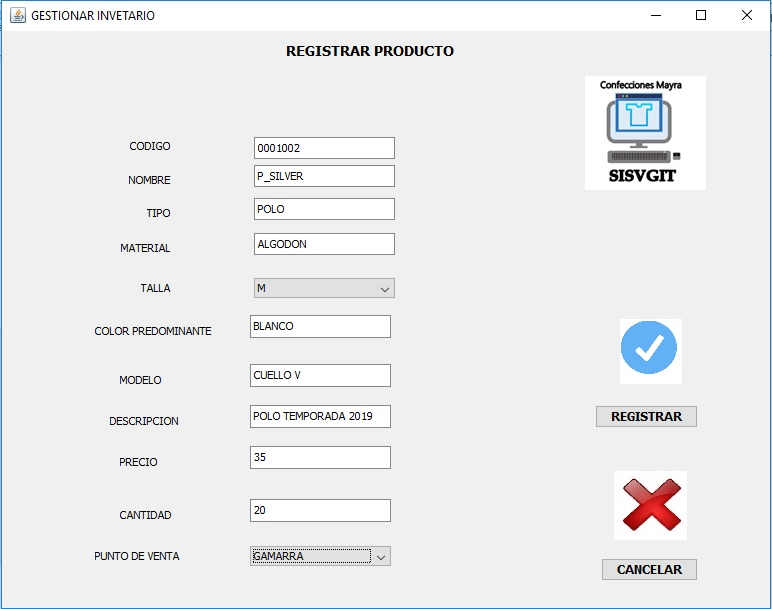 GESTIONAR INVETARIO
REGISTRAR PRODUCTO
Confecciones Mayra
SISVGIT
CODIGO 0001002
NOMBRE P_SILVER
TIPO POLO
MATERIAL ALGODON
TALLA M
COLOR PREDOMINANTE BLANCO
MODELO CUELLO V
DESCRIPCION POLO TEMPORADA 2019
REGISTRAR
PRECIO 35
CANTIDAD 20
PUNTO DE VENTA GAMARRA
CANCELAR